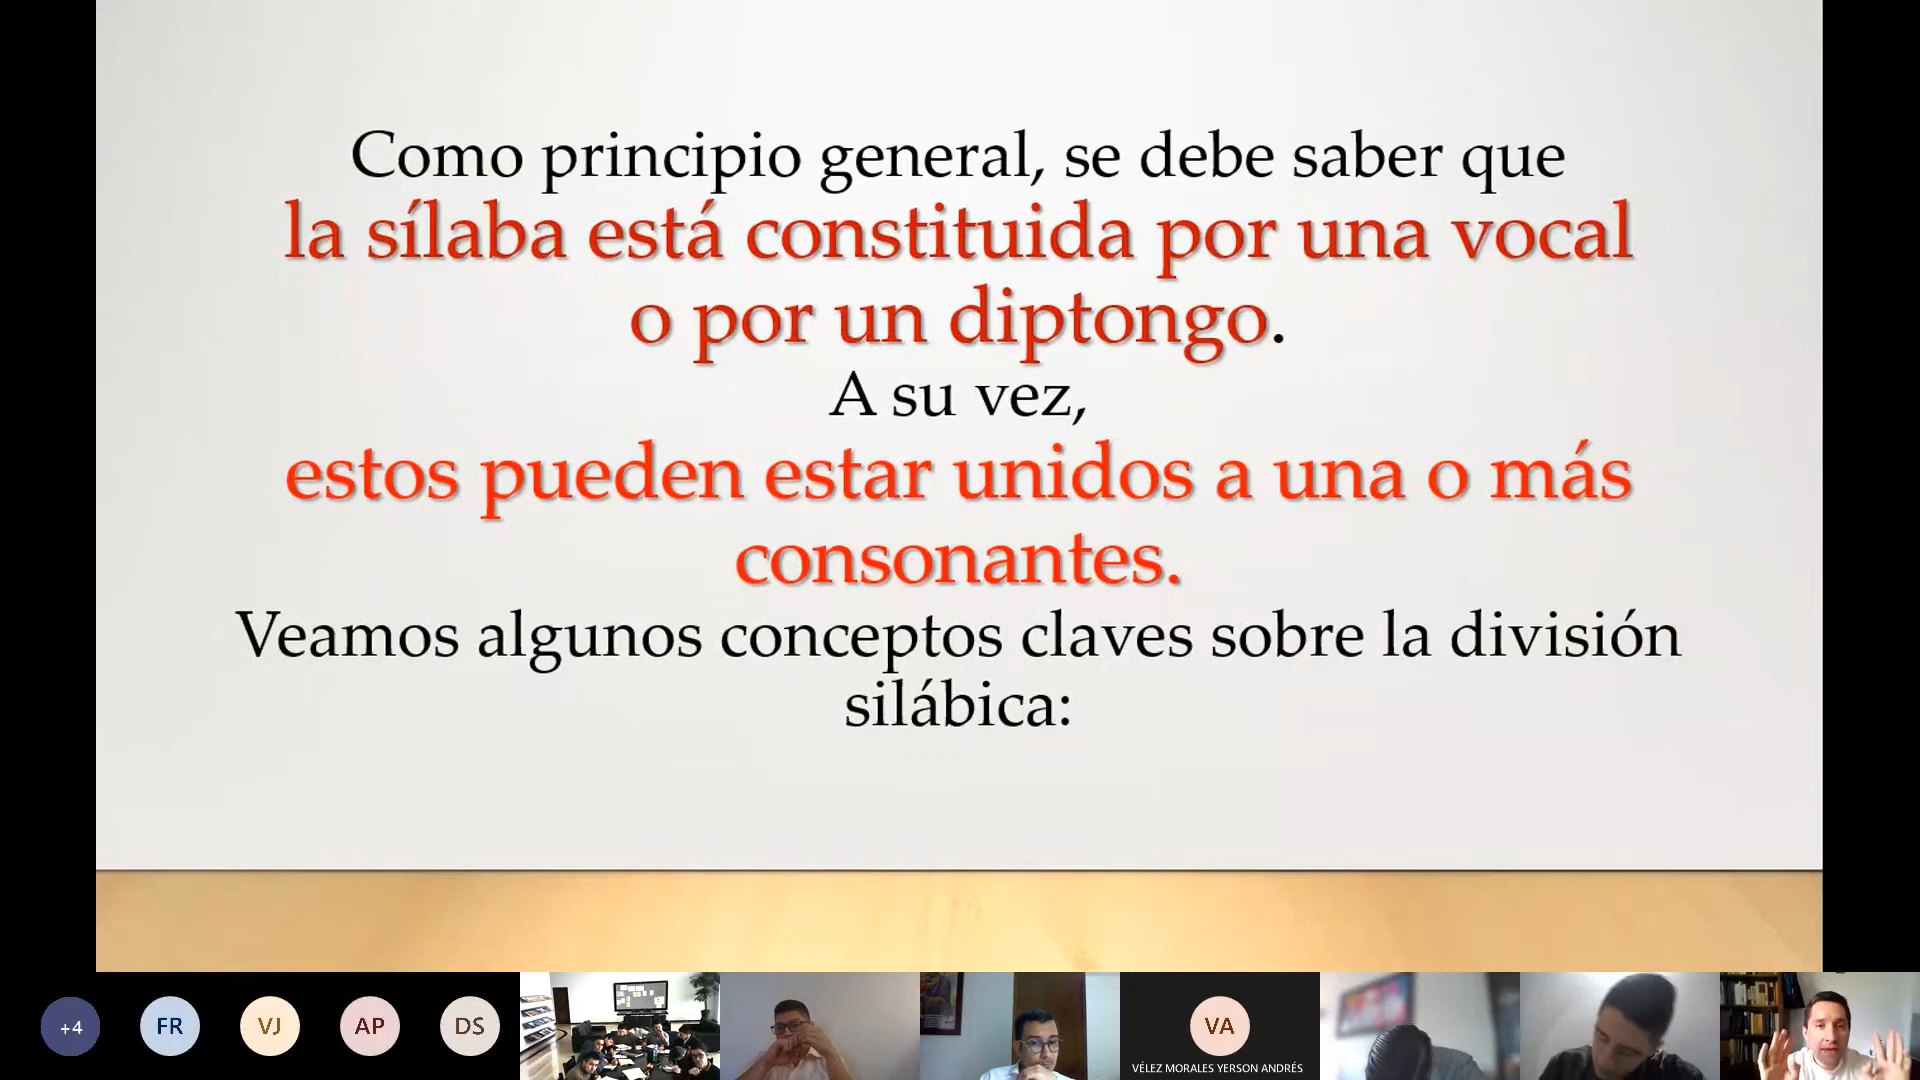 Como principio general, se debe saber que
la sílaba está constituida por una vocal
o por un diptongo.
A su vez,
estos pueden estar unidos a una o más
consonantes.
Veamos algunos conceptos claves sobre la división
silábica:
+4
FR
VJ
AP
DS
VA
VÉLEZ MORALES YERSON ANDRÉS